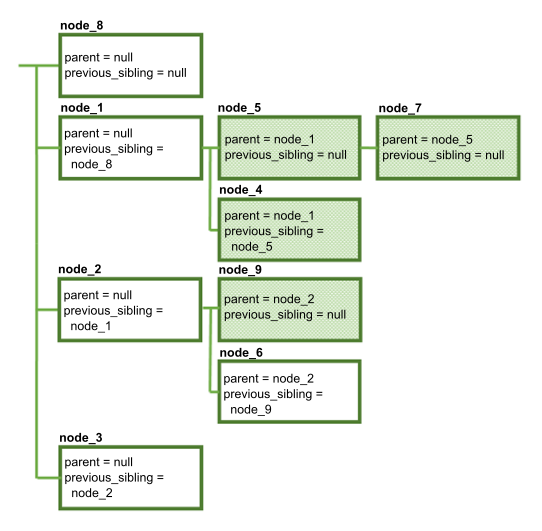 node_8
parent = null
previous_sibling = null
node_1
parent = null
previous_sibling =
node_8
node_5
parent = node_1
previous_sibling = null
node_7
parent = node_5
previous_sibling = null
node_4
parent = node_1
previous_sibling =
node_5
node_2
parent = null
previous_sibling =
node_1
node_9
parent = node_2
previous_sibling = null
node_6
parent = node_2
previous_sibling =
node_9
node_3
parent = null
previous_sibling =
node_2